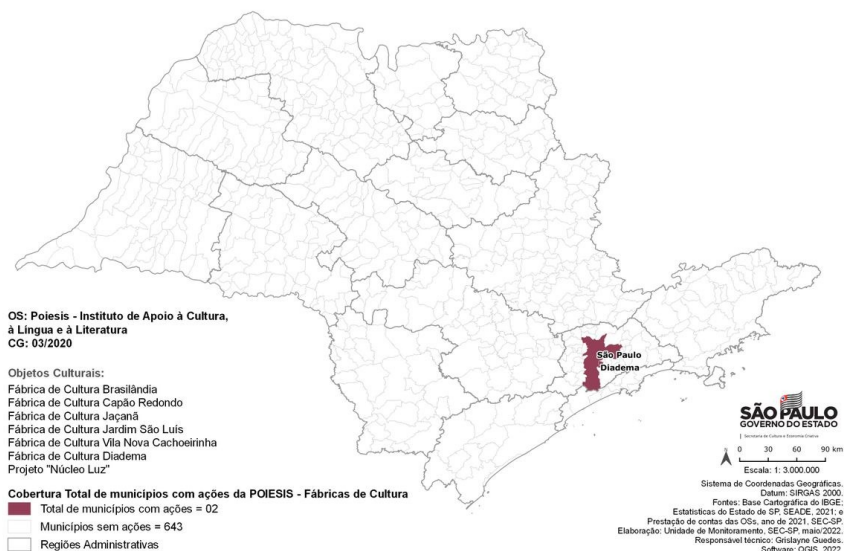 São Paulo
Diadema
OS: Poiesis - Instituto de Apoio à Cultura,
à Língua e à Literatura
CG: 03/2020
Objetos Culturais:
Fábrica de Cultura Brasilândia
Fábrica de Cultura Capão Redondo
Fábrica de Cultura Jaçanã
Fábrica de Cultura Jardim São Luís
Fábrica de Cultura Vila Nova Cachoeirinha
Fábrica de Cultura Diadema
Projeto "Núcleo Luz"
Cobertura Total de municípios com ações da POIESIS - Fábricas de Cultura
Total de municípios com ações = 02
Municípios sem ações = 643
Regiões Administrativas
SÃO PAULO
GOVERNO DO ESTADO
Secretaria de Cultura e Economia Criativa
N
0 30 60 90 km
Escala: 1: 3.000.000
Sistema de Coordenadas Geográficas.
Datum: SIRGAS 2000.
Fontes: Base Cartográfica do IBGE;
Estatísticas do Estado de SP, SEADE, 2021; e
Prestação de contas das OSs, ano de 2021, SEC-SP.
Elaboração: Unidade de Monitoramento, SEC-SP, maio/2022.
Responsável técnico: Grislayne Guedes.
Software: QGIS, 2022.